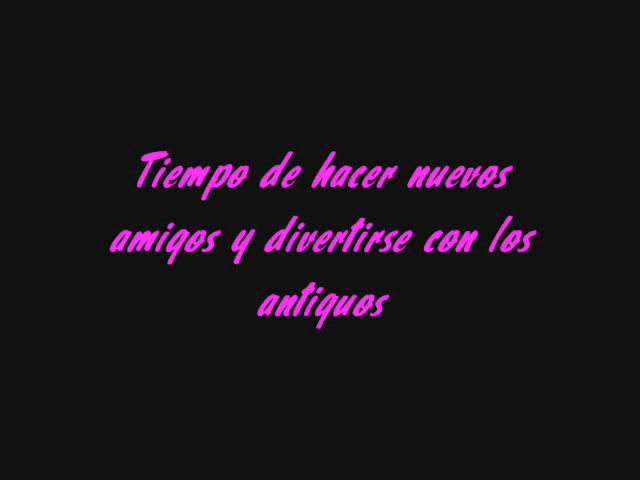 Tiempo de hacer nuevos
amigos y divertirse con los
antiguos